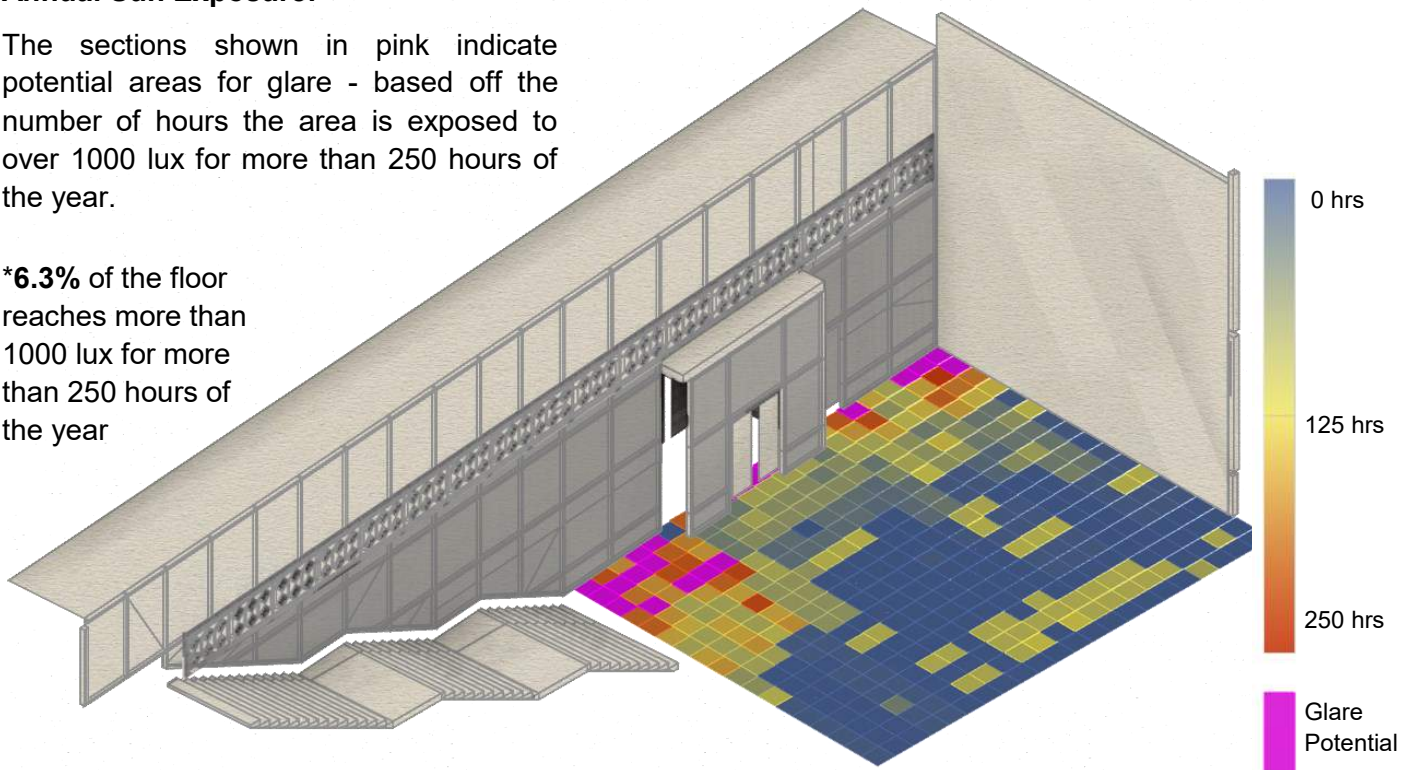 Annual Sun Exposure:
The sections shown in pink indicate
potential areas for glare - based off the
number of hours the area is exposed to
over 1000 lux for more than 250 hours of
the year.
*6.3% of the floor
reaches more than
1000 lux for more
than 250 hours of
the year
0 hrs
125 hrs
250 hrs
Glare
Potential